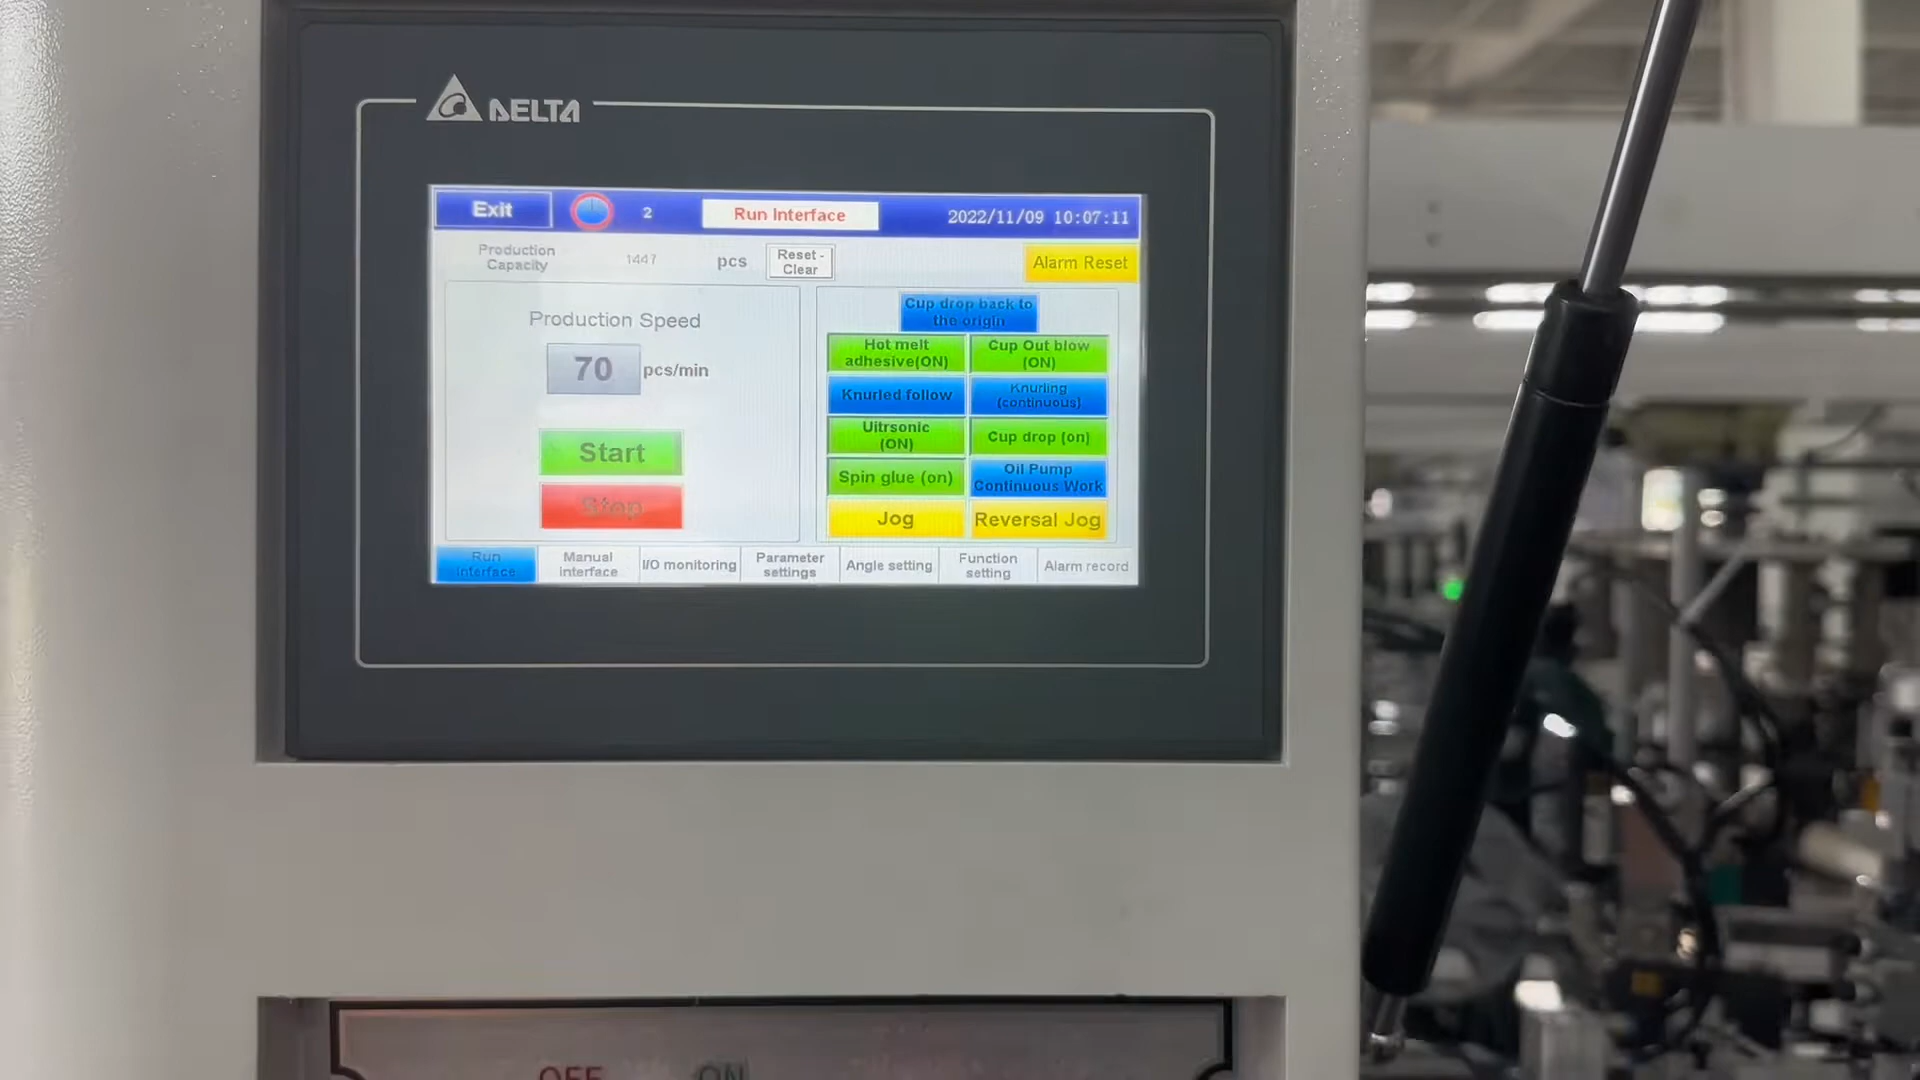 DELTA
Exit
2
Run Interface
2022/11/09 10:07:11
Production
Capacity
1447
pcs
Reset -
Clear
Alarm Reset
Production Speed
70
pcs/min
Start
Stop
Cup drop back to
the origin
Hot melt
adhesive(ON)
Cup Out blow
(ON)
Knurled follow
Knurling
(continuous)
Uitrsonic
(ON)
Cup drop (on)
Spin glue (on)
Oil Pump
Continuous Work
Jog
Reversal Jog
Run
interface
Manual
interface
I/O monitoring
Parameter
settings
Angle setting
Function
setting
Alarm record
OFF
ON